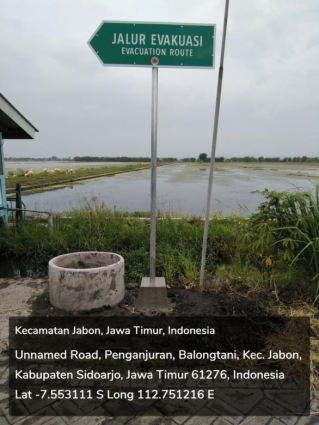 JALUR EVAKUASI
EVACUATION ROUTE
Kecamatan Jabon, Jawa Timur, Indonesia
Unnamed Road, Penganjuran, Balongtani, Kec. Jabon,
Kabupaten Sidoarjo, Jawa Timur 61276, Indonesia
Lat -7.553111 S Long 112.751216 E